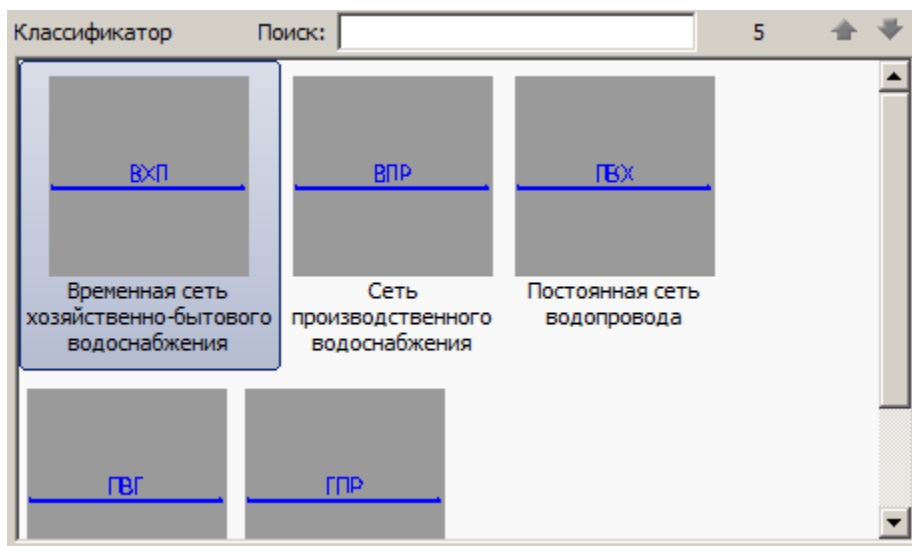 Классификатор Поиск: 5
ВХП ВПР ПВХ
Временная сеть
хозяйственно-бытового
водоснабжения
Сеть
производственного
водоснабжения
Постоянная сеть
водопровода
ПВГ ГПР